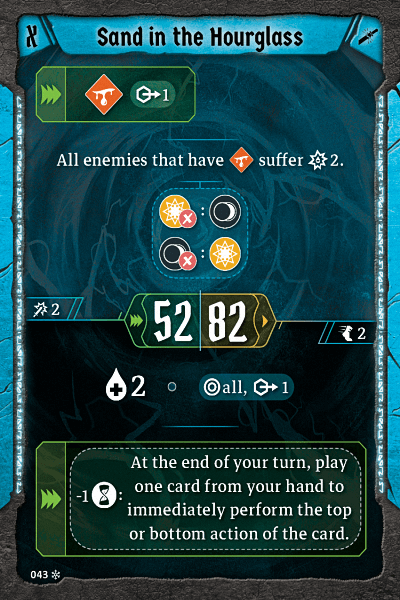 Sand in the Hourglass
1
All enemies that have suffer 2.
:
:
2
52 82
2
2 all, 1
-1 :
At the end of your turn, play
one card from your hand to
immediately perform the top
or bottom action of the card.
043